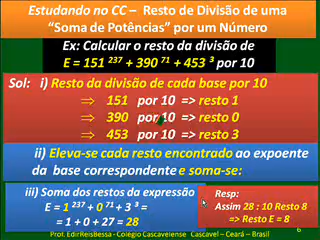 Estudando no CC – Resto de Divisão de uma
“Soma de Potências” por um Número
Ex: Calcular o resto da divisão de
E = 151 ²³⁷ + 390 ⁷¹ + 453 ³ por 10
Sol: i) Resto da divisão de cada base por 10
⇒ 151 por 10 => resto 1
⇒ 390 por 10 => resto 0
⇒ 453 por 10 => resto 3
ii) Eleva-se cada resto encontrado ao expoente
da base correspondente e soma-se:
iii) Soma dos restos da expressão
E = 1 ²³⁷ + 0 ⁷¹ + 3 ³ =
= 1 + 0 + 27 = 28
Resp:
Assim 28 : 10 Resto 8
=> Resto E = 8
Prof. EdirReisBessa - Colégio Cascavelense Cascavel – Ceará – Brasil
6